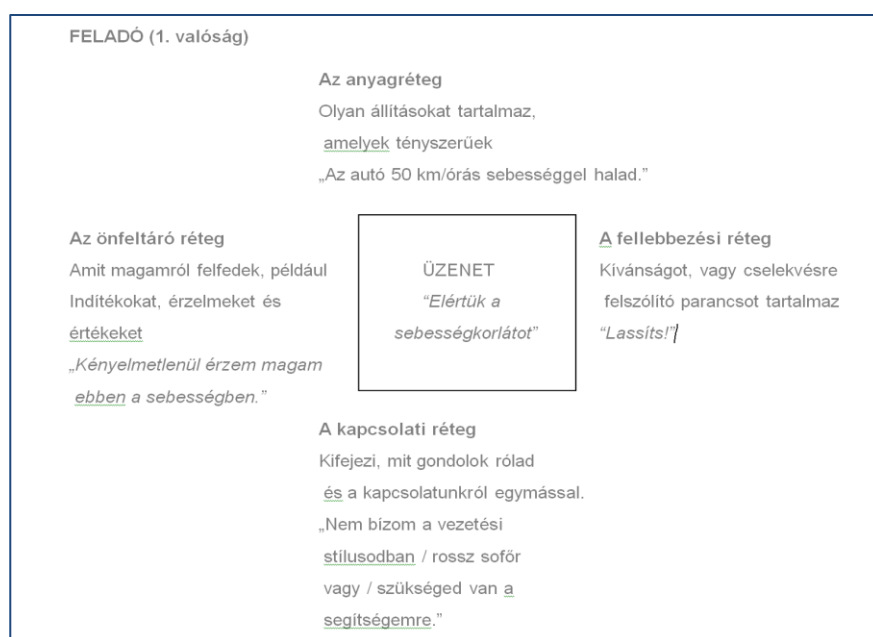 FELADÓ (1. valóság)
Az anyagréteg
Olyan állításokat tartalmaz,
amelyek tényszerűek
„Az autó 50 km/órás sebességgel halad.”
Az önfeltáró réteg
Amit magamról felfedek, például
Indítékokat, érzelmeket és
értékeket
„Kényelmetlenül érzem magam
ebben a sebességben.”
ÜZENET
“Elértük a
sebességkorlátot”
A fellebbezési réteg
Kívánságot, vagy cselekvésre
felszólító parancsot tartalmaz
“Lassíts!”
A kapcsolati réteg
Kifejezi, mit gondolok rólad
és a kapcsolatunkról egymással.
„Nem bízom a vezetési
stílusodban / rossz sofőr
vagy / szükséged van a
segítségemre.”